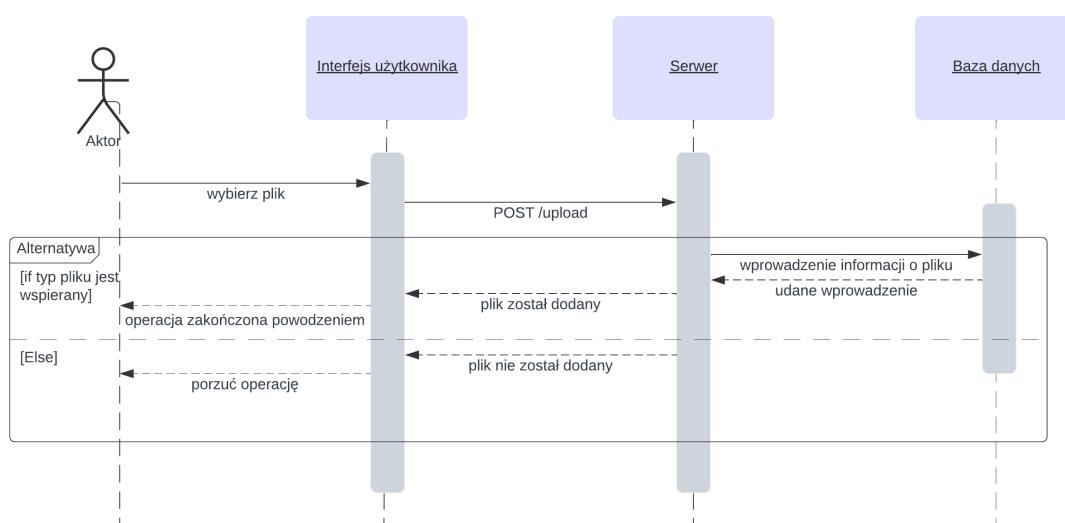 Interfejs użytkownika
Serwer
Baza danych
Aktor
wybierz plik
POST /upload
Alternatywa
wprowadzenie informacji o pliku
[if typ pliku jest
wspierany]
udane wprowadzenie
plik został dodany
operacja zakończona powodzeniem
[Else]
plik nie został dodany
porzuć operację